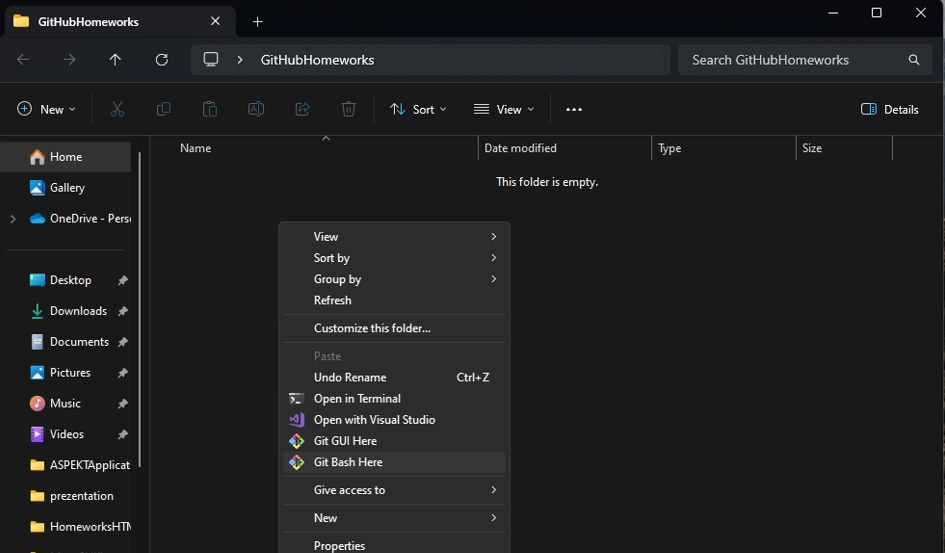 GitHubHomeworks
GitHubHomeworks
Search GitHubHomeworks
New
Sort
View
Details
Name
Date modified
Type
Size
This folder is empty.
Home
Gallery
OneDrive - Pers
Desktop
Downloads
Documents
Pictures
Music
Videos
ASPEKTApplicat
prezentation
HomeworksHTM
View
Sort by
Group by
Refresh
Customize this folder...
Paste
Undo Rename Ctrl+Z
Open in Terminal
Open with Visual Studio
Git GUI Here
Git Bash Here
Give access to
New
Properties